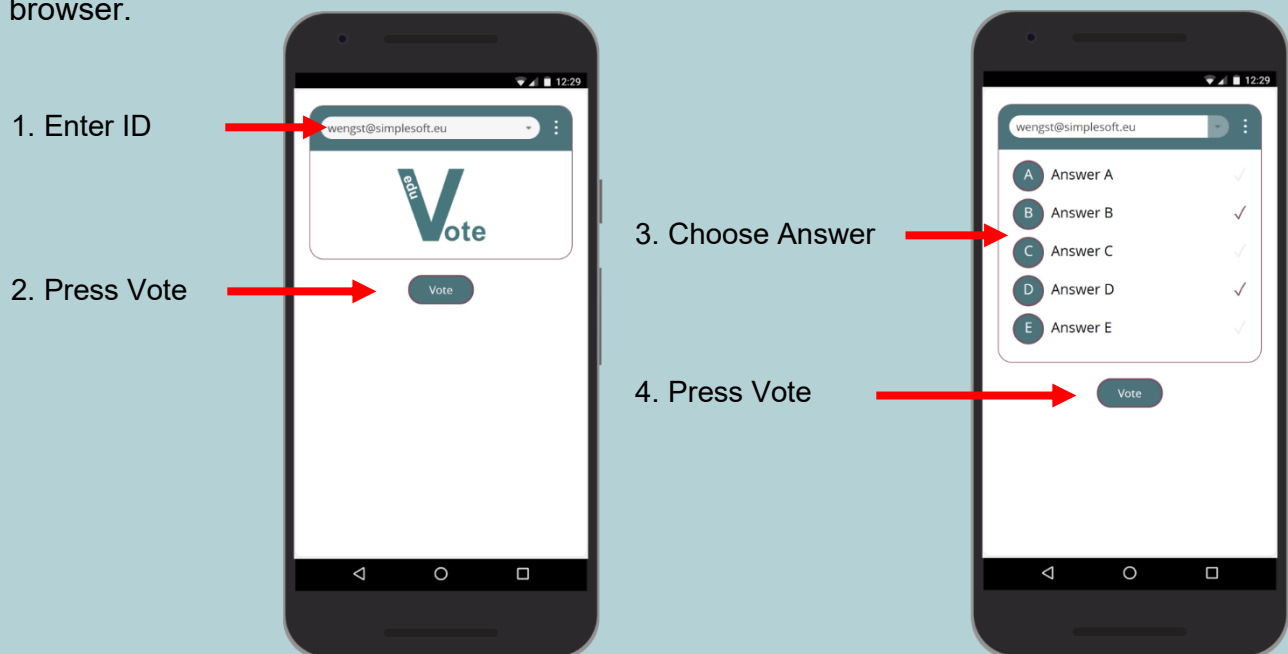 browser.
1. Enter ID
2. Press Vote
12:29
wengst@simplesoft.eu
edu
Vote
Vote
3. Choose Answer
4. Press Vote
12:29
wengst@simplesoft.eu
A Answer A
B Answer B
C Answer C
D Answer D
E Answer E
Vote